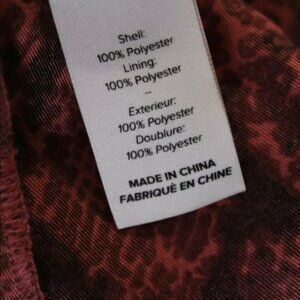 Shell:
100% Polyester
Lining:
100% Polyester
--
Exterieur:
100% Polyester
Doublure:
100% Polyester
MADE IN CHINA
FABRIQUÉ EN CHINE